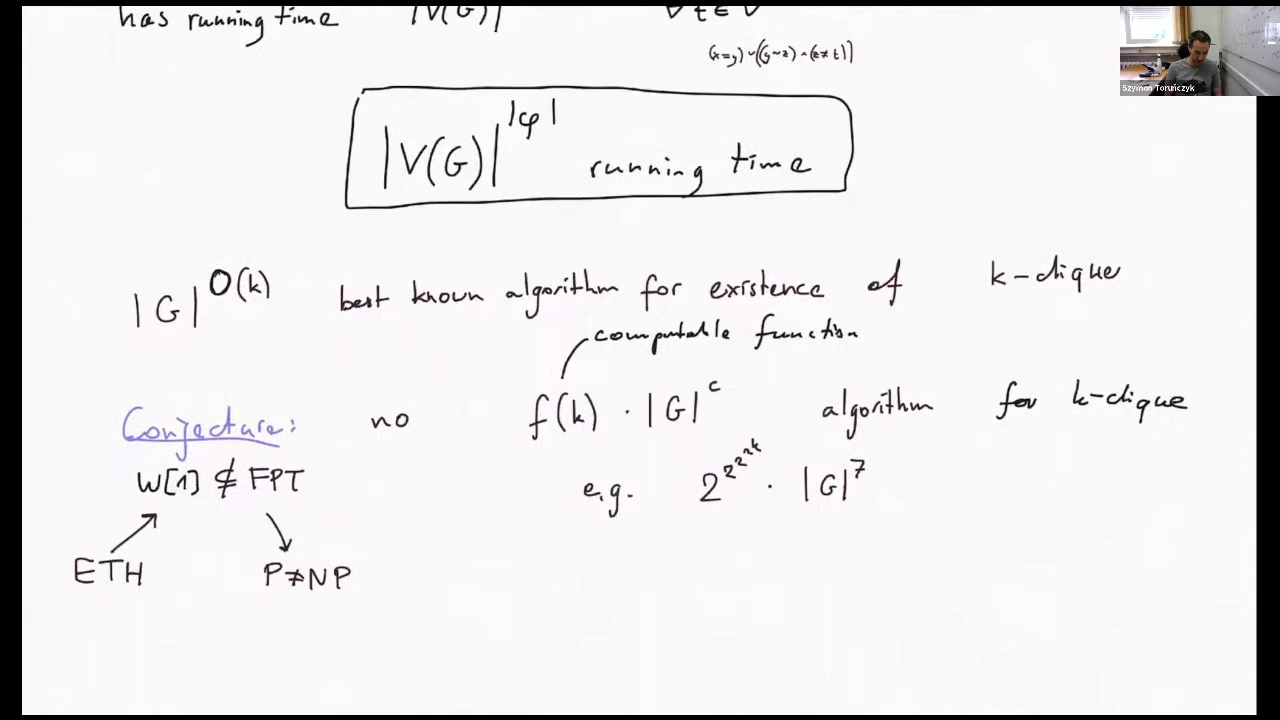 has running time |V(G)| ∀ t ∈ V
(x=y) ∨ ((y~z) ∧ (z≠t))
Szymon Toruńczyk
|V(G)|^|φ| running time
|G|^O(k) best known algorithm for existence of k-clique
computable function
Conjecture: no f(k) · |G|^c algorithm for k-clique
W[1] ⊄ FPT e.g. 2^2^2^2k · |G|^7
ETH P≠NP